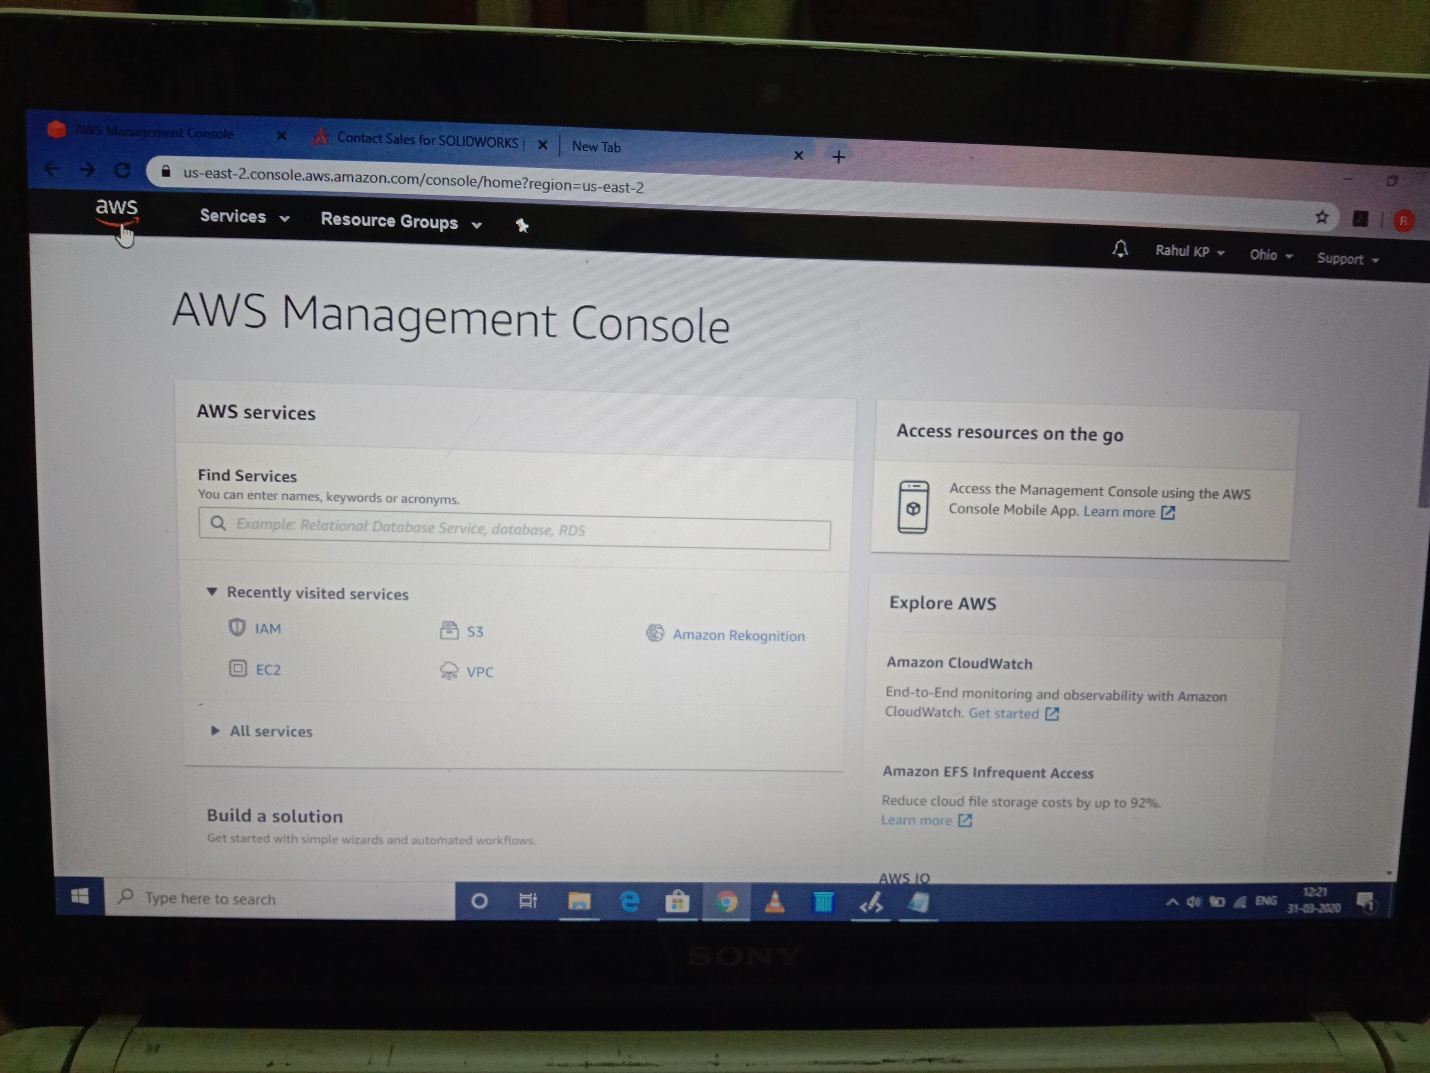 AWS Management Console
Contact Sales for SOLIDWORKS |
New Tab
us-east-2.console.aws.amazon.com/console/home?region=us-east-2
R
aws
Services
Resource Groups
Rahul KP
Ohio
Support
AWS Management Console
AWS services
Find Services
You can enter names, keywords or acronyms.
Example: Relational Database Service, database, RDS
Recently visited services
IAM
S3
Amazon Rekognition
EC2
VPC
All services
Build a solution
Get started with simple wizards and automated workflows.
Access resources on the go
Access the Management Console using the AWS
Console Mobile App. Learn more
Explore AWS
Amazon CloudWatch
End-to-End monitoring and observability with Amazon
CloudWatch. Get started
Amazon EFS Infrequent Access
Reduce cloud file storage costs by up to 92%.
Learn more
AWS IQ
Type here to search
ENG
12:21
31-03-2020
1
SONY